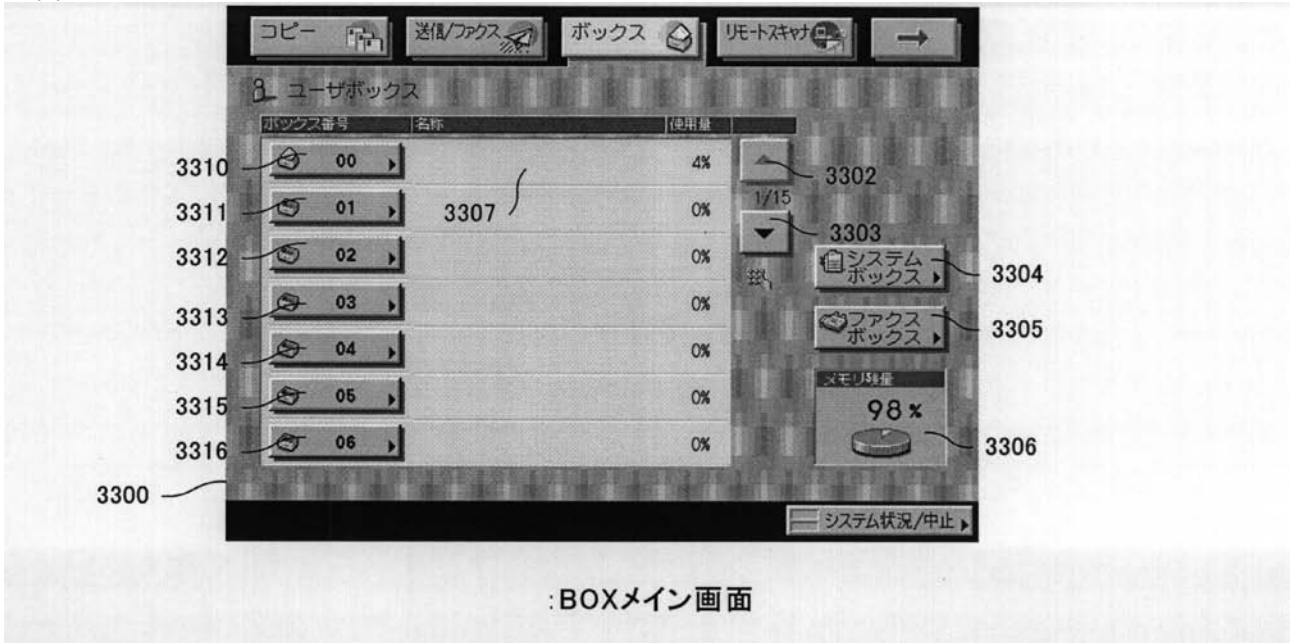 コピー 送信/ファクス ボックス リモートスキャナ →
ユーザボックス
ボックス番号 名称 使用量
3310 00 4% 3302
1/15
3311 01 3307 0%
3303
3312 02 0% システムボックス 3304
3313 03 0% ファクスボックス 3305
3314 04 0%
メモリ残量
3315 05 0% 98%
3316 06 0% 3306
3300
システム状況/中止
:BOXメイン画面